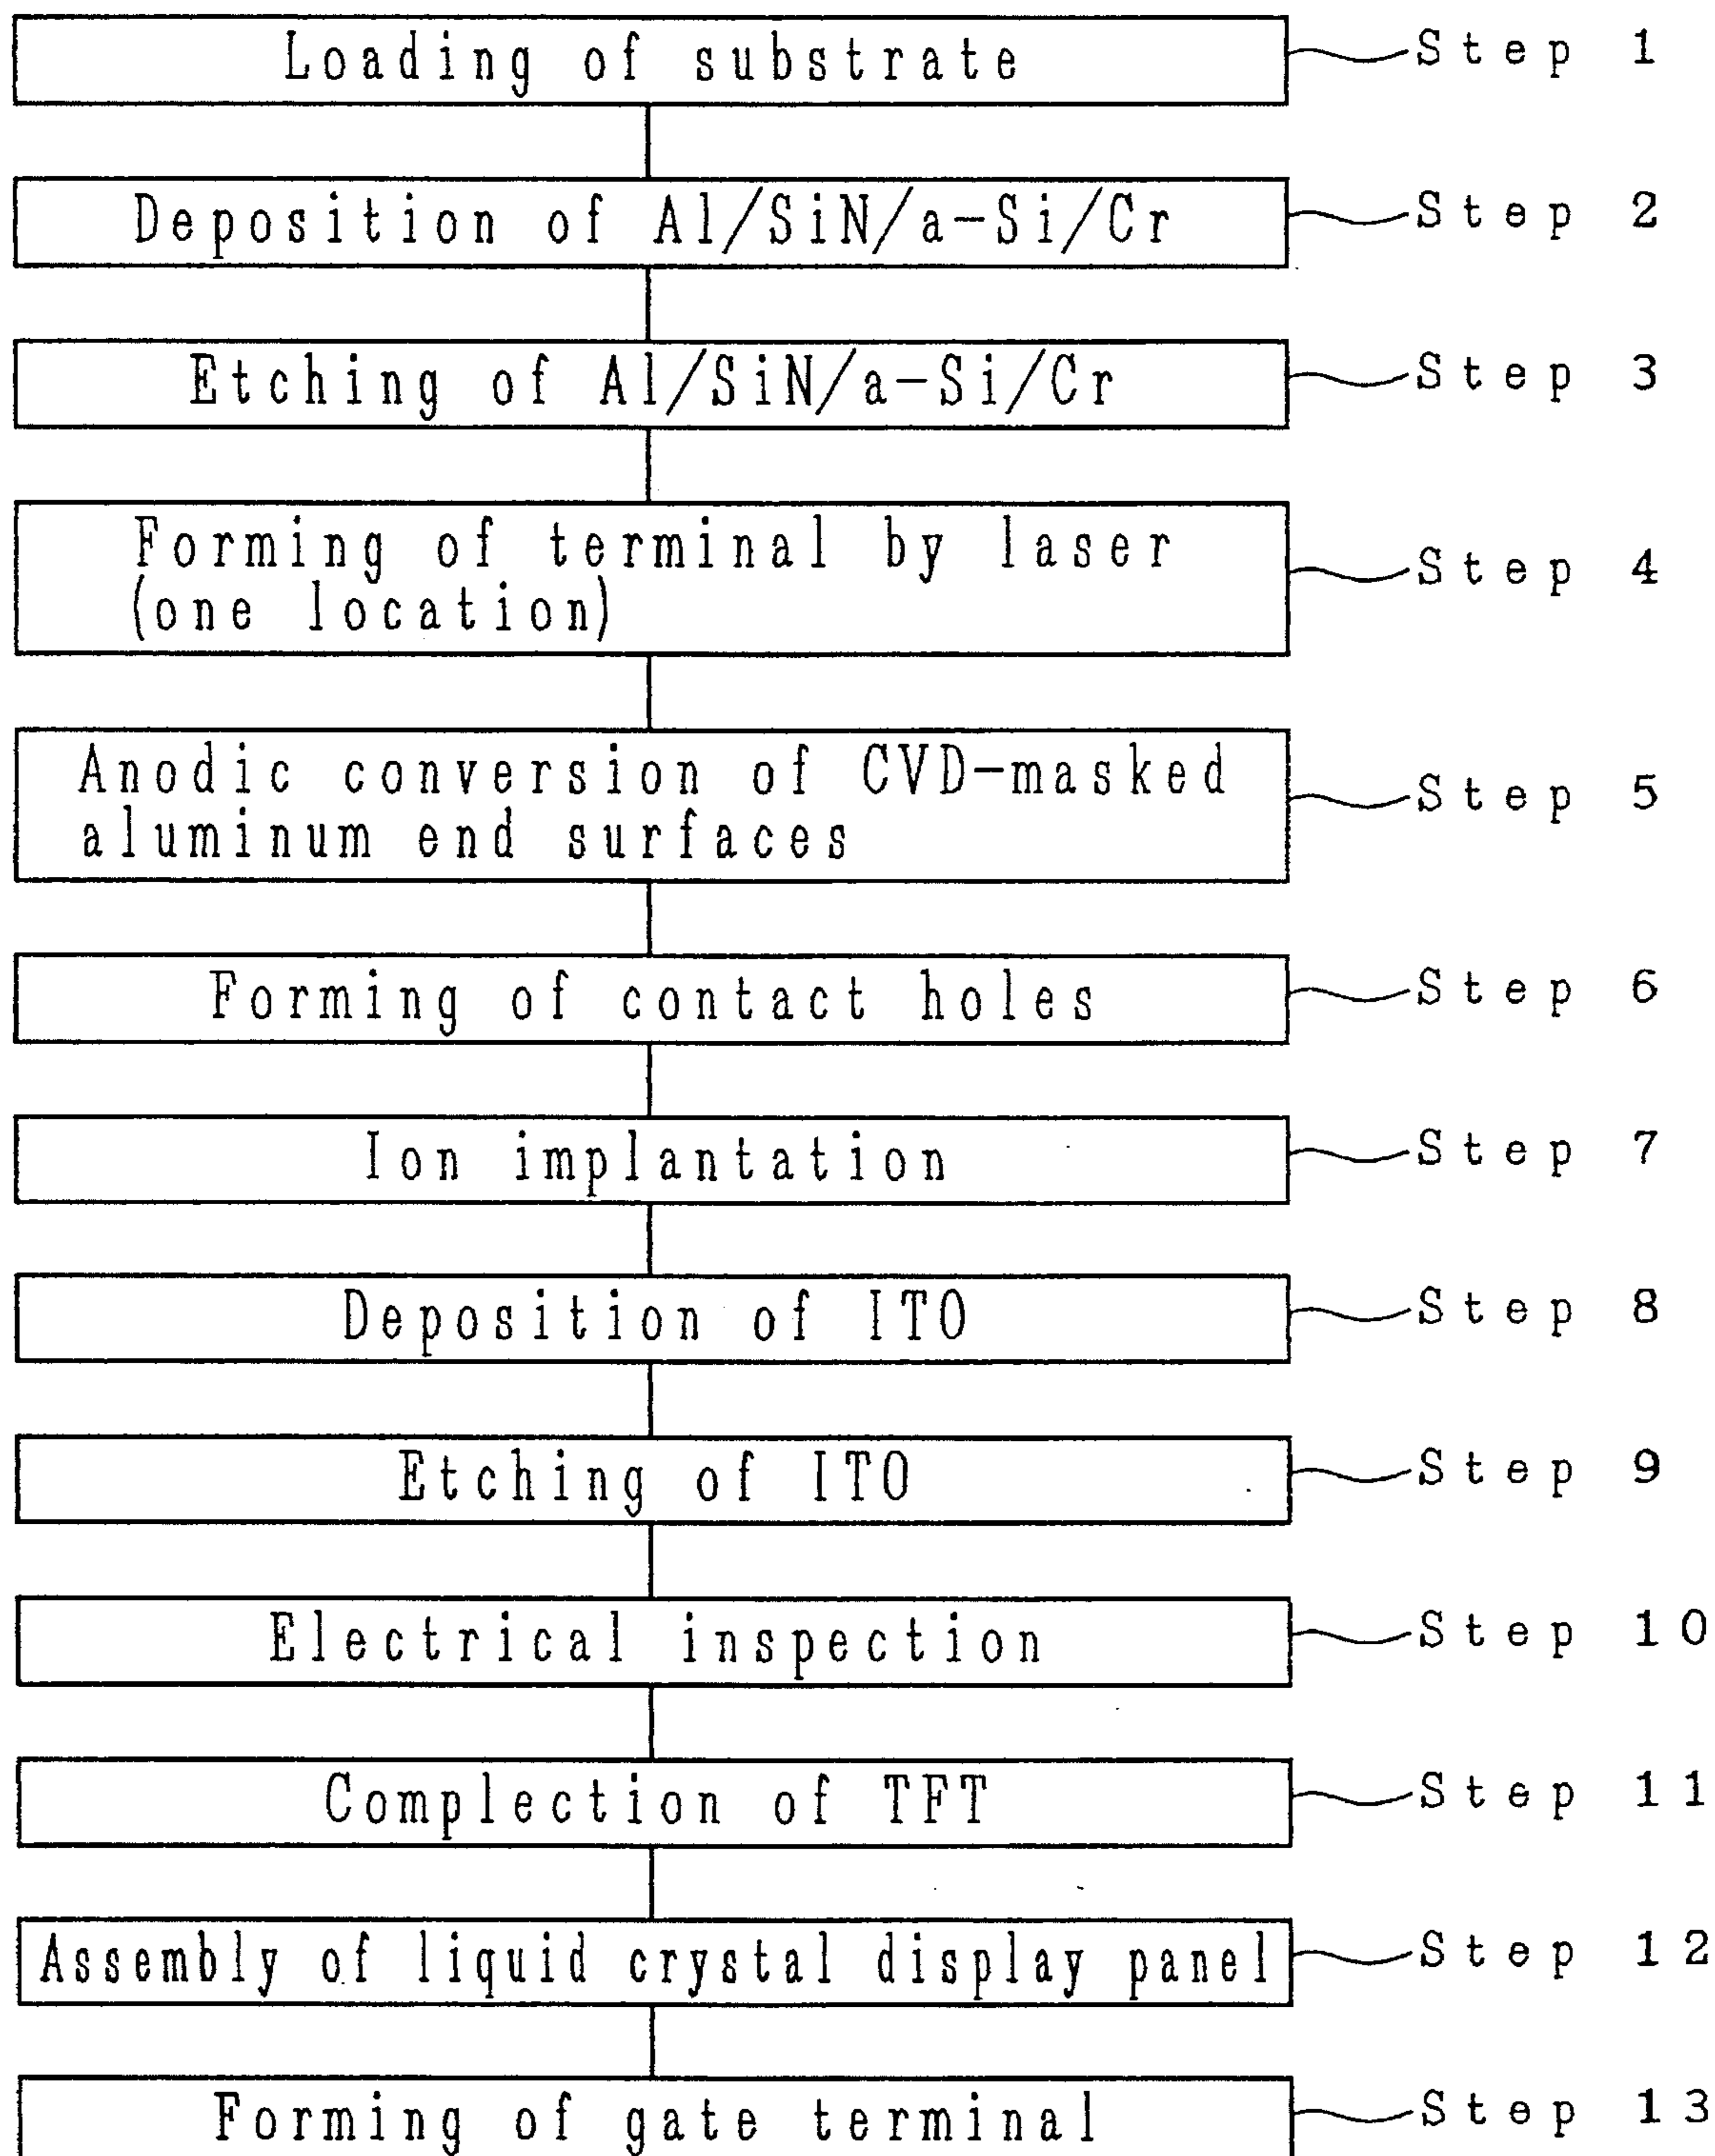 Loading of substrate Step 1
Deposition of Al/SiN/a-Si/Cr Step 2
Etching of Al/SiN/a-Si/Cr Step 3
Forming of terminal by laser
(one location) Step 4
Anodic conversion of CVD-masked
aluminum end surfaces Step 5
Forming of contact holes Step 6
Ion implantation Step 7
Deposition of ITO Step 8
Etching of ITO Step 9
Electrical inspection Step 10
Complection of TFT Step 11
Assembly of liquid crystal display panel Step 12
Forming of gate terminal Step 13